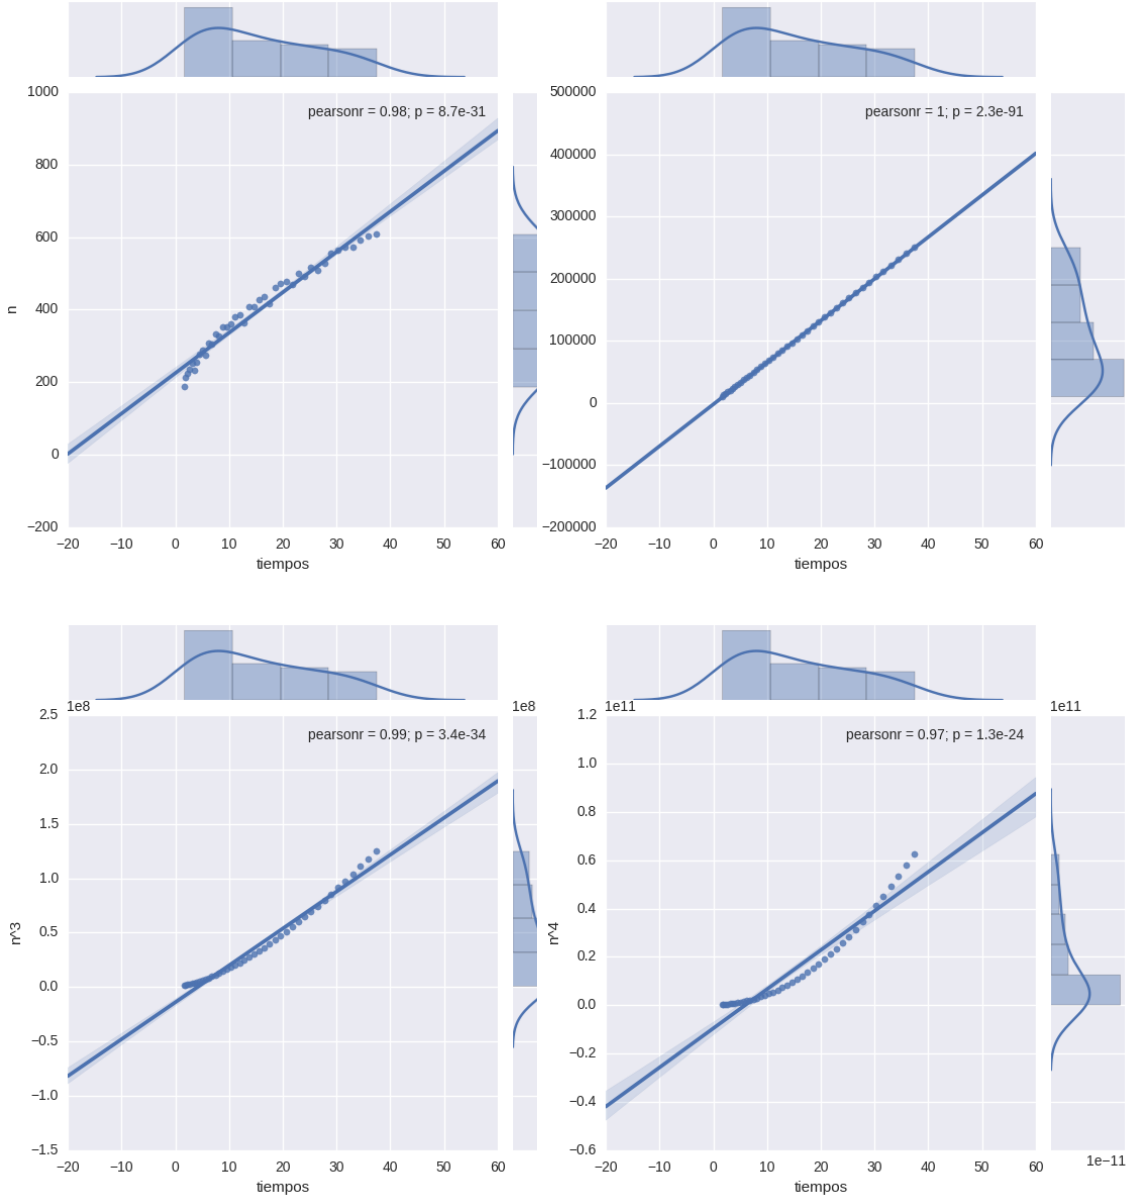 pearsonr = 0.98; p = 8.7e-31
1000
800
600
400
200
0
−200
n
−20 −10 0 10 20 30 40 50 60
tiempos
pearsonr = 1; p = 2.3e-91
500000
400000
300000
200000
100000
0
−100000
−200000
−20 −10 0 10 20 30 40 50 60
tiempos
1e8
1e8
pearsonr = 0.99; p = 3.4e-34
2.5
2.0
1.5
1.0
0.5
0.0
−0.5
−1.0
−1.5
n^3
−20 −10 0 10 20 30 40 50 60
tiempos
1e11
1e11
pearsonr = 0.97; p = 1.3e-24
1.2
1.0
0.8
0.6
0.4
0.2
0.0
−0.2
−0.4
−0.6
n^4
−20 −10 0 10 20 30 40 50 60
1e−11
tiempos